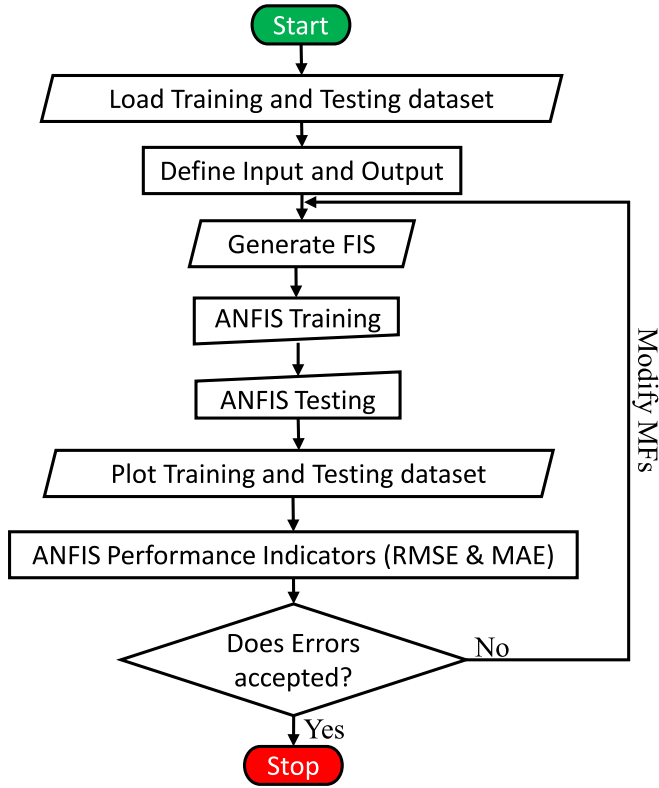 Start
Load Training and Testing dataset
Define Input and Output
Generate FIS
ANFIS Training
ANFIS Testing
Plot Training and Testing dataset
ANFIS Performance Indicators (RMSE & MAE)
Does Errors
accepted?
No
Modify MFs
Yes
Stop